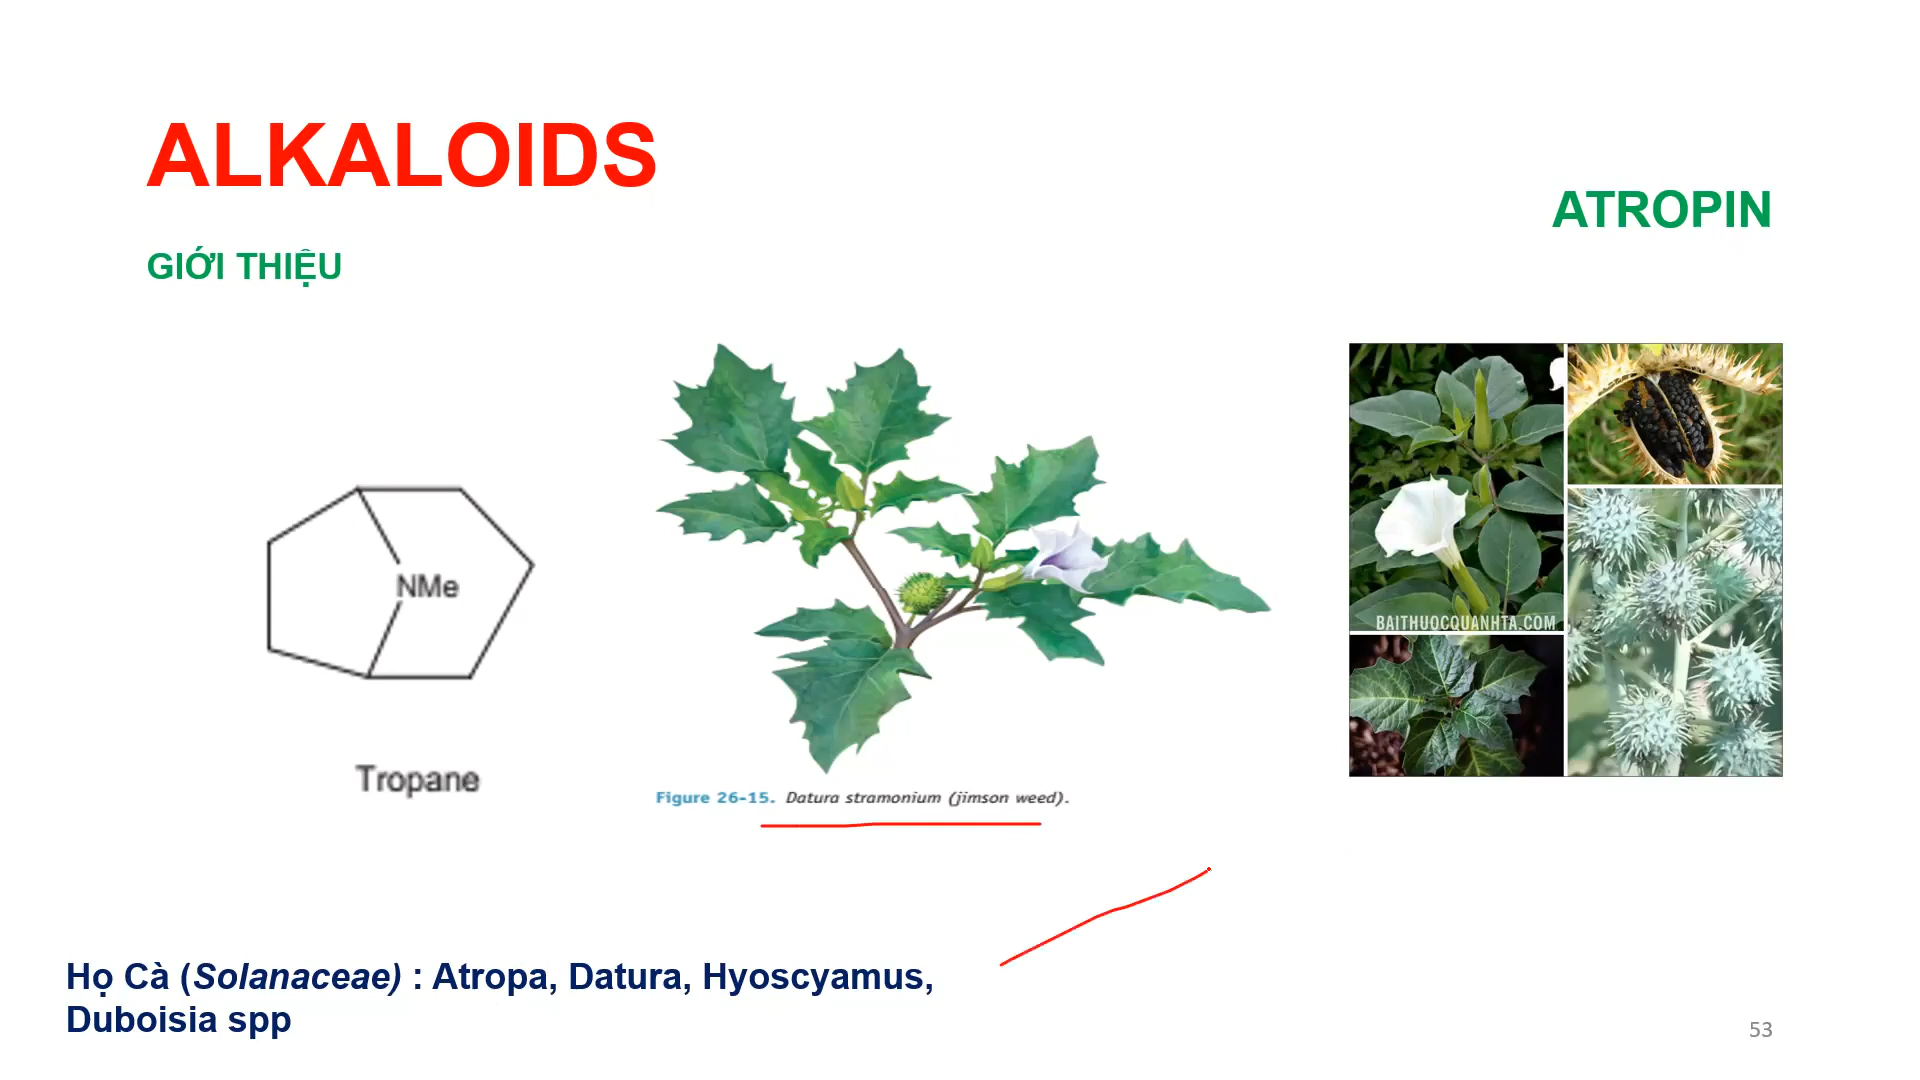 ALKALOIDS
ATROPIN
GIỚI THIỆU
NMe
BAITHUOCQUANHTA.COM
Tropane
Figure 26-15. Datura stramonium (jimson weed).
Họ Cà (Solanaceae) : Atropa, Datura, Hyoscyamus,
Duboisia spp
53